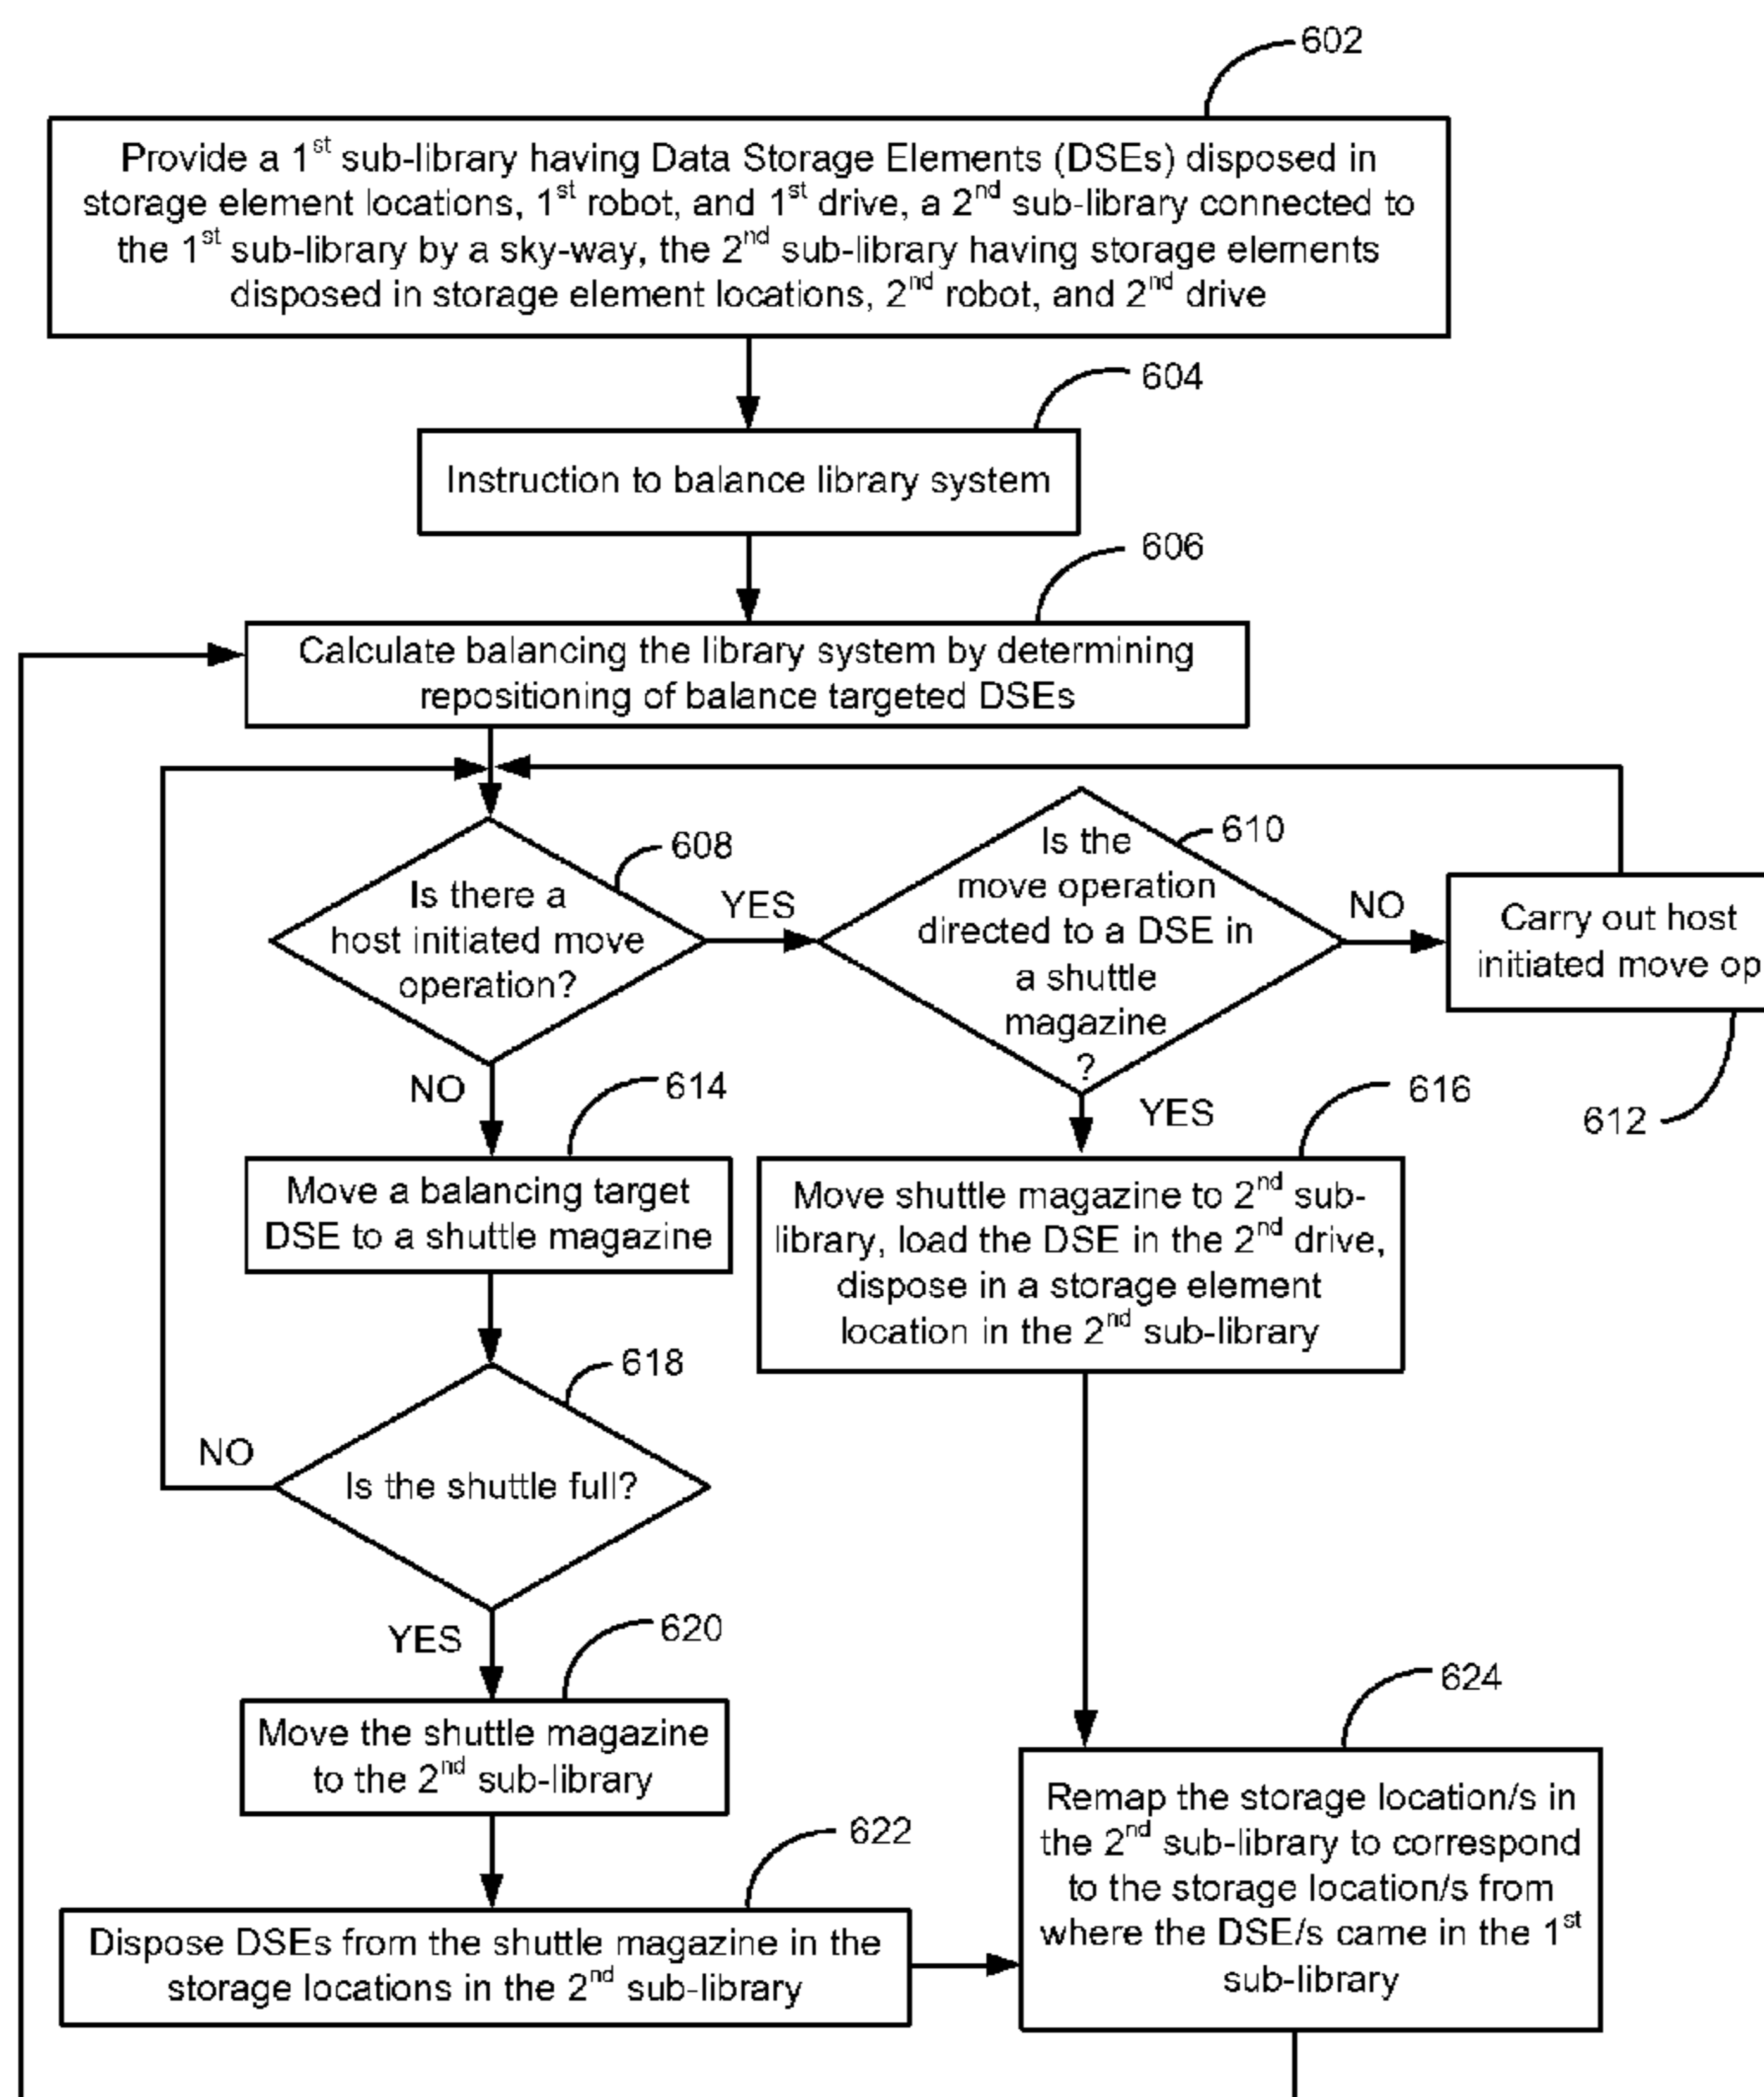 602
Provide a 1st sub-library having Data Storage Elements (DSEs) disposed in
storage element locations, 1st robot, and 1st drive, a 2nd sub-library connected to
the 1st sub-library by a sky-way, the 2nd sub-library having storage elements
disposed in storage element locations, 2nd robot, and 2nd drive
604
Instruction to balance library system
606
Calculate balancing the library system by determining
repositioning of balance targeted DSEs
608
Is there a
host initiated move
operation?
YES
610
Is the
move operation
directed to a DSE in
a shuttle
magazine
?
NO
Carry out host
initiated move op
612
NO
614
Move a balancing target
DSE to a shuttle magazine
YES
616
Move shuttle magazine to 2nd sub-
library, load the DSE in the 2nd drive,
dispose in a storage element
location in the 2nd sub-library
618
Is the shuttle full?
NO
YES
620
Move the shuttle magazine
to the 2nd sub-library
622
Dispose DSEs from the shuttle magazine in the
storage locations in the 2nd sub-library
624
Remap the storage location/s in
the 2nd sub-library to correspond
to the storage location/s from
where the DSE/s came in the 1st
sub-library